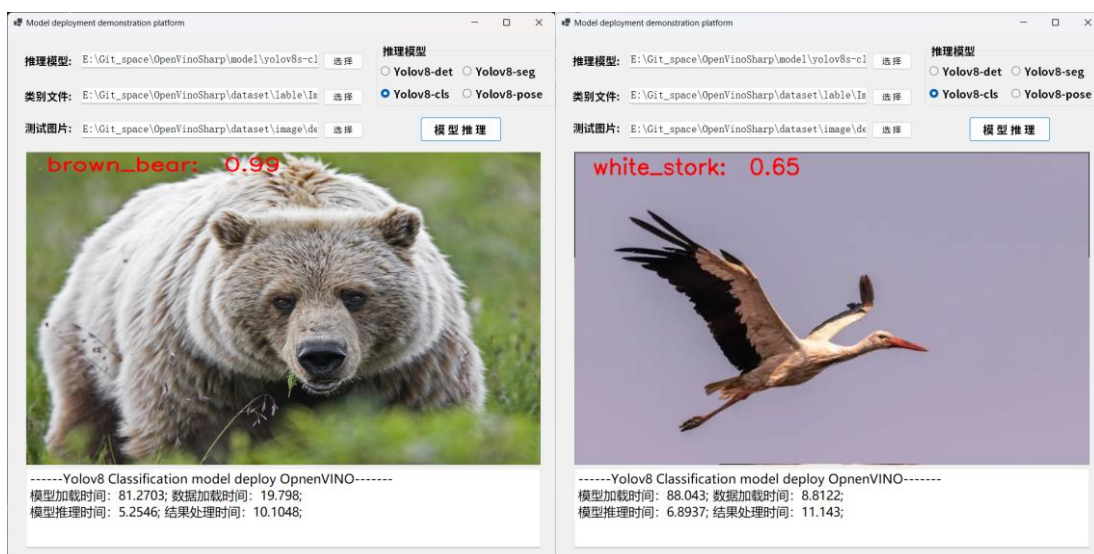 Model deployment demonstration platform
推理模型: E:\Git_space\OpenVinoSharp\model\yolov8s-cl 选择
类别文件: E:\Git_space\OpenVinoSharp\dataset\lable\Im 选择
测试图片: E:\Git_space\OpenVinoSharp\dataset\image\de 选择
推理模型
Yolov8-det Yolov8-seg
Yolov8-cls Yolov8-pose
模型推理
brown_bear: 0.99
------Yolov8 Classification model deploy OpnenVINO-------
模型加载时间: 81.2703; 数据加载时间: 19.798;
模型推理时间: 5.2546; 结果处理时间: 10.1048;
Model deployment demonstration platform
推理模型: E:\Git_space\OpenVinoSharp\model\yolov8s-cl 选择
类别文件: E:\Git_space\OpenVinoSharp\dataset\lable\Im 选择
测试图片: E:\Git_space\OpenVinoSharp\dataset\image\de 选择
推理模型
Yolov8-det Yolov8-seg
Yolov8-cls Yolov8-pose
模型推理
white_stork: 0.65
------Yolov8 Classification model deploy OpnenVINO-------
模型加载时间: 88.043; 数据加载时间: 8.8122;
模型推理时间: 6.8937; 结果处理时间: 11.143;